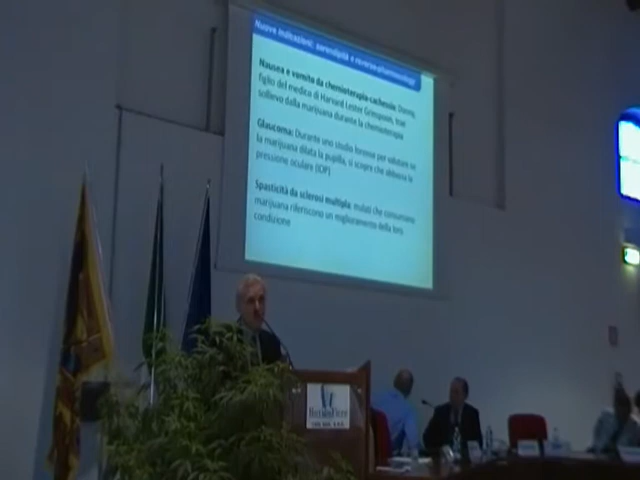 Nuove indicazioni: serendipità e reverse-pharmacology
Nausea e vomito da chemioterapia-cachessia: Danny,
figlio del medico di Harvard Lester Grinspoon, trae
sollievo dalla marijuana durante la chemioterapia
Glaucoma: Durante uno studio forense per valutare se
la marijuana dilati la pupilla, si scopre che abbassa la
pressione oculare (IOP)
Spasticità da sclerosi multipla: malati che consumano
marijuana riferiscono un miglioramento della loro
condizione